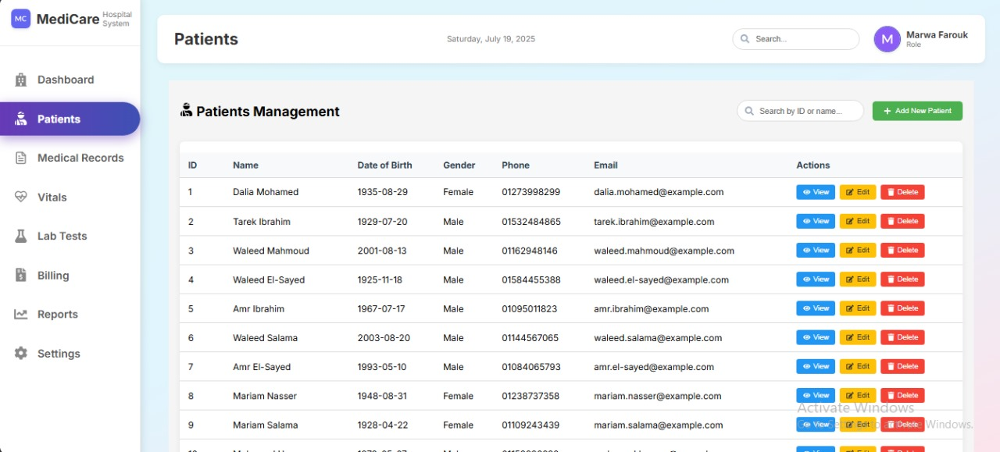 MC MediCare Hospital System
Patients
Saturday, July 19, 2025
Search...
M
Marwa Farouk
Role
Dashboard
Patients
Medical Records
Vitals
Lab Tests
Billing
Reports
Settings
Patients Management
Search by ID or name...
+ Add New Patient
ID Name Date of Birth Gender Phone Email Actions
1 Dalia Mohamed 1935-08-29 Female 01273998299 dalia.mohamed@example.com View Edit Delete
2 Tarek Ibrahim 1929-07-20 Male 01532484865 tarek.ibrahim@example.com View Edit Delete
3 Waleed Mahmoud 2001-08-13 Male 01162948146 waleed.mahmoud@example.com View Edit Delete
4 Waleed El-Sayed 1925-11-18 Male 01584455388 waleed.el-sayed@example.com View Edit Delete
5 Amr Ibrahim 1967-07-17 Male 01095011823 amr.ibrahim@example.com View Edit Delete
6 Waleed Salama 2003-08-20 Male 01144567065 waleed.salama@example.com View Edit Delete
7 Amr El-Sayed 1993-05-10 Male 01084065793 amr.el-sayed@example.com View Edit Delete
8 Mariam Nasser 1948-08-31 Female 01238737358 mariam.nasser@example.com View Edit Delete
Activate Windows
9 Mariam Salama 1928-04-22 Female 01109243439 mariam.salama@example.com View Edit Delete
Windows.